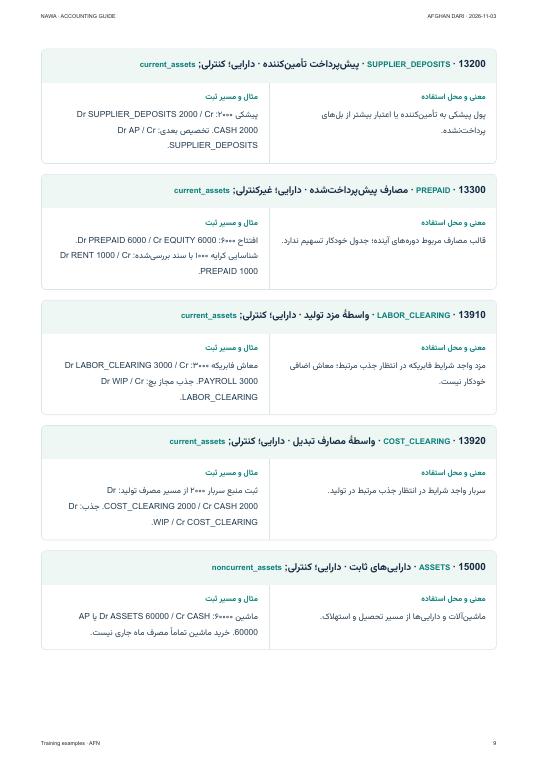 NAWA · ACCOUNTING GUIDE
AFGHAN DARI · 2026-11-03
13200 · SUPPLIER_DEPOSITS · پیش‌پرداخت تأمین‌کننده · دارایی؛ کنترلی; current_assets
معنی و محل استفاده
پول پیشکی به تأمین‌کننده یا اعتبار بیشتر از بل‌های
پرداخت‌نشده.
مثال و مسیر ثبت
پیشکی ۲۰۰۰: Dr SUPPLIER_DEPOSITS 2000 / Cr
CASH 2000. تخصیص بعدی: Dr AP / Cr
SUPPLIER_DEPOSITS.
13300 · PREPAID · مصارف پیش‌پرداخت‌شده · دارایی؛ غیرکنترلی; current_assets
معنی و محل استفاده
قالب مصارف مربوط دوره‌های آینده؛ جدول خودکار تسهیم ندارد.
مثال و مسیر ثبت
افتتاح ۶۰۰۰: Dr PREPAID 6000 / Cr EQUITY 6000.
شناسایی کرایه ۱۰۰۰ با سند بررسی‌شده: Dr RENT 1000 / Cr
PREPAID 1000.
13910 · LABOR_CLEARING · واسطهٔ مزد تولید · دارایی؛ کنترلی; current_assets
معنی و محل استفاده
مزد واجد شرایط فابریکه در انتظار جذب مرتبط؛ معاش اضافی
خودکار نیست.
مثال و مسیر ثبت
معاش فابریکه ۳۰۰۰: Dr LABOR_CLEARING 3000 / Cr
PAYROLL 3000. جذب مجاز بچ: Dr WIP / Cr
LABOR_CLEARING.
13920 · COST_CLEARING · واسطهٔ مصارف تبدیل · دارایی؛ کنترلی; current_assets
معنی و محل استفاده
سربار واجد شرایط در انتظار جذب مرتبط در تولید.
مثال و مسیر ثبت
ثبت منبع سربار ۲۰۰۰ از مسیر مصرف تولید: Dr
COST_CLEARING 2000 / Cr CASH 2000. جذب: Dr
WIP / Cr COST_CLEARING.
15000 · ASSETS · دارایی‌های ثابت · دارایی؛ کنترلی; noncurrent_assets
معنی و محل استفاده
ماشین‌آلات و دارایی‌ها از مسیر تحصیل و استهلاک.
مثال و مسیر ثبت
ماشین ۶۰۰۰۰: Dr ASSETS 60000 / Cr CASH یا AP
60000. خرید ماشین تماماً مصرف ماه جاری نیست.
Training examples · AFN
9